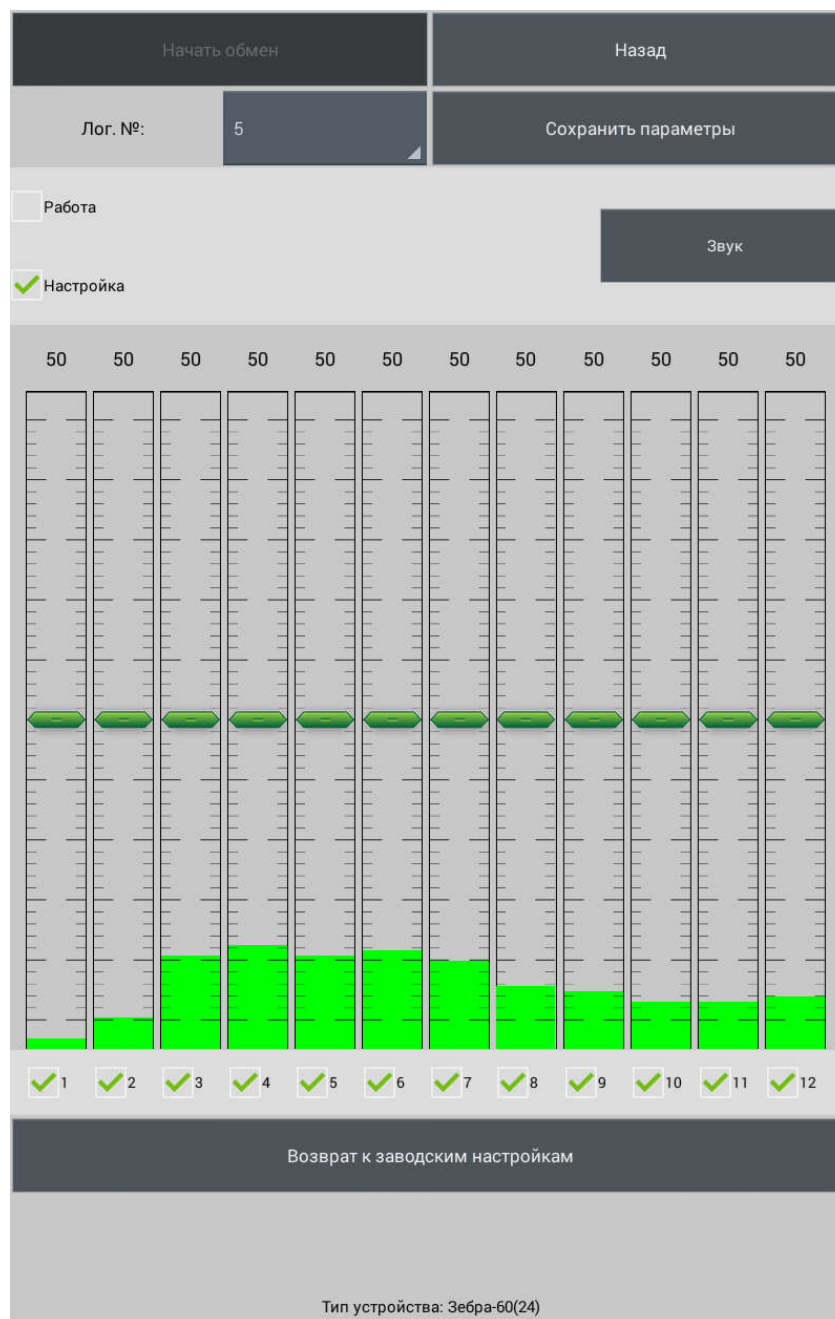 Начать обмен
Назад
Лог. №:
5
Сохранить параметры
Работа
Звук
Настройка
50 50 50 50 50 50 50 50 50 50 50 50
1 2 3 4 5 6 7 8 9 10 11 12
Возврат к заводским настройкам
Тип устройства: Зебра-60(24)